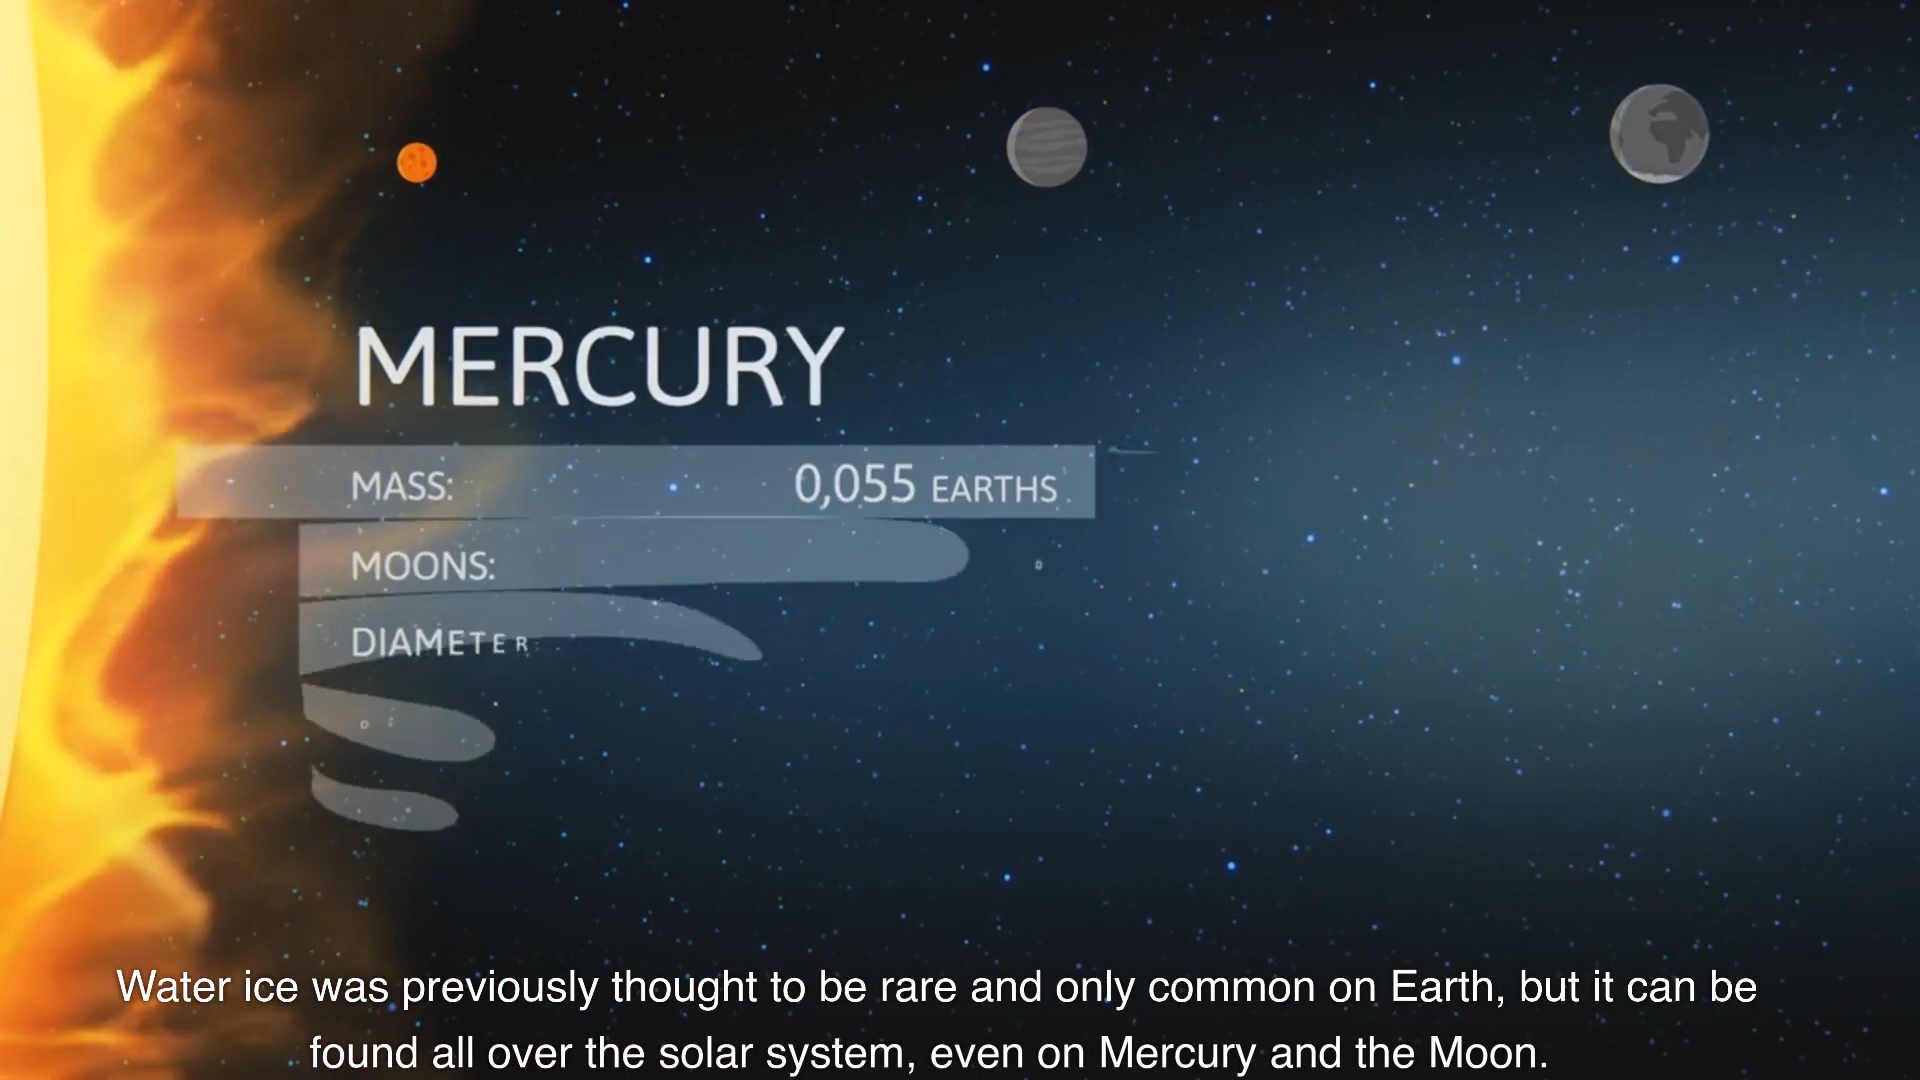 MERCURY
MASS: 0,055 EARTHS
MOONS:
DIAMETER
Water ice was previously thought to be rare and only common on Earth, but it can be
found all over the solar system, even on Mercury and the Moon.